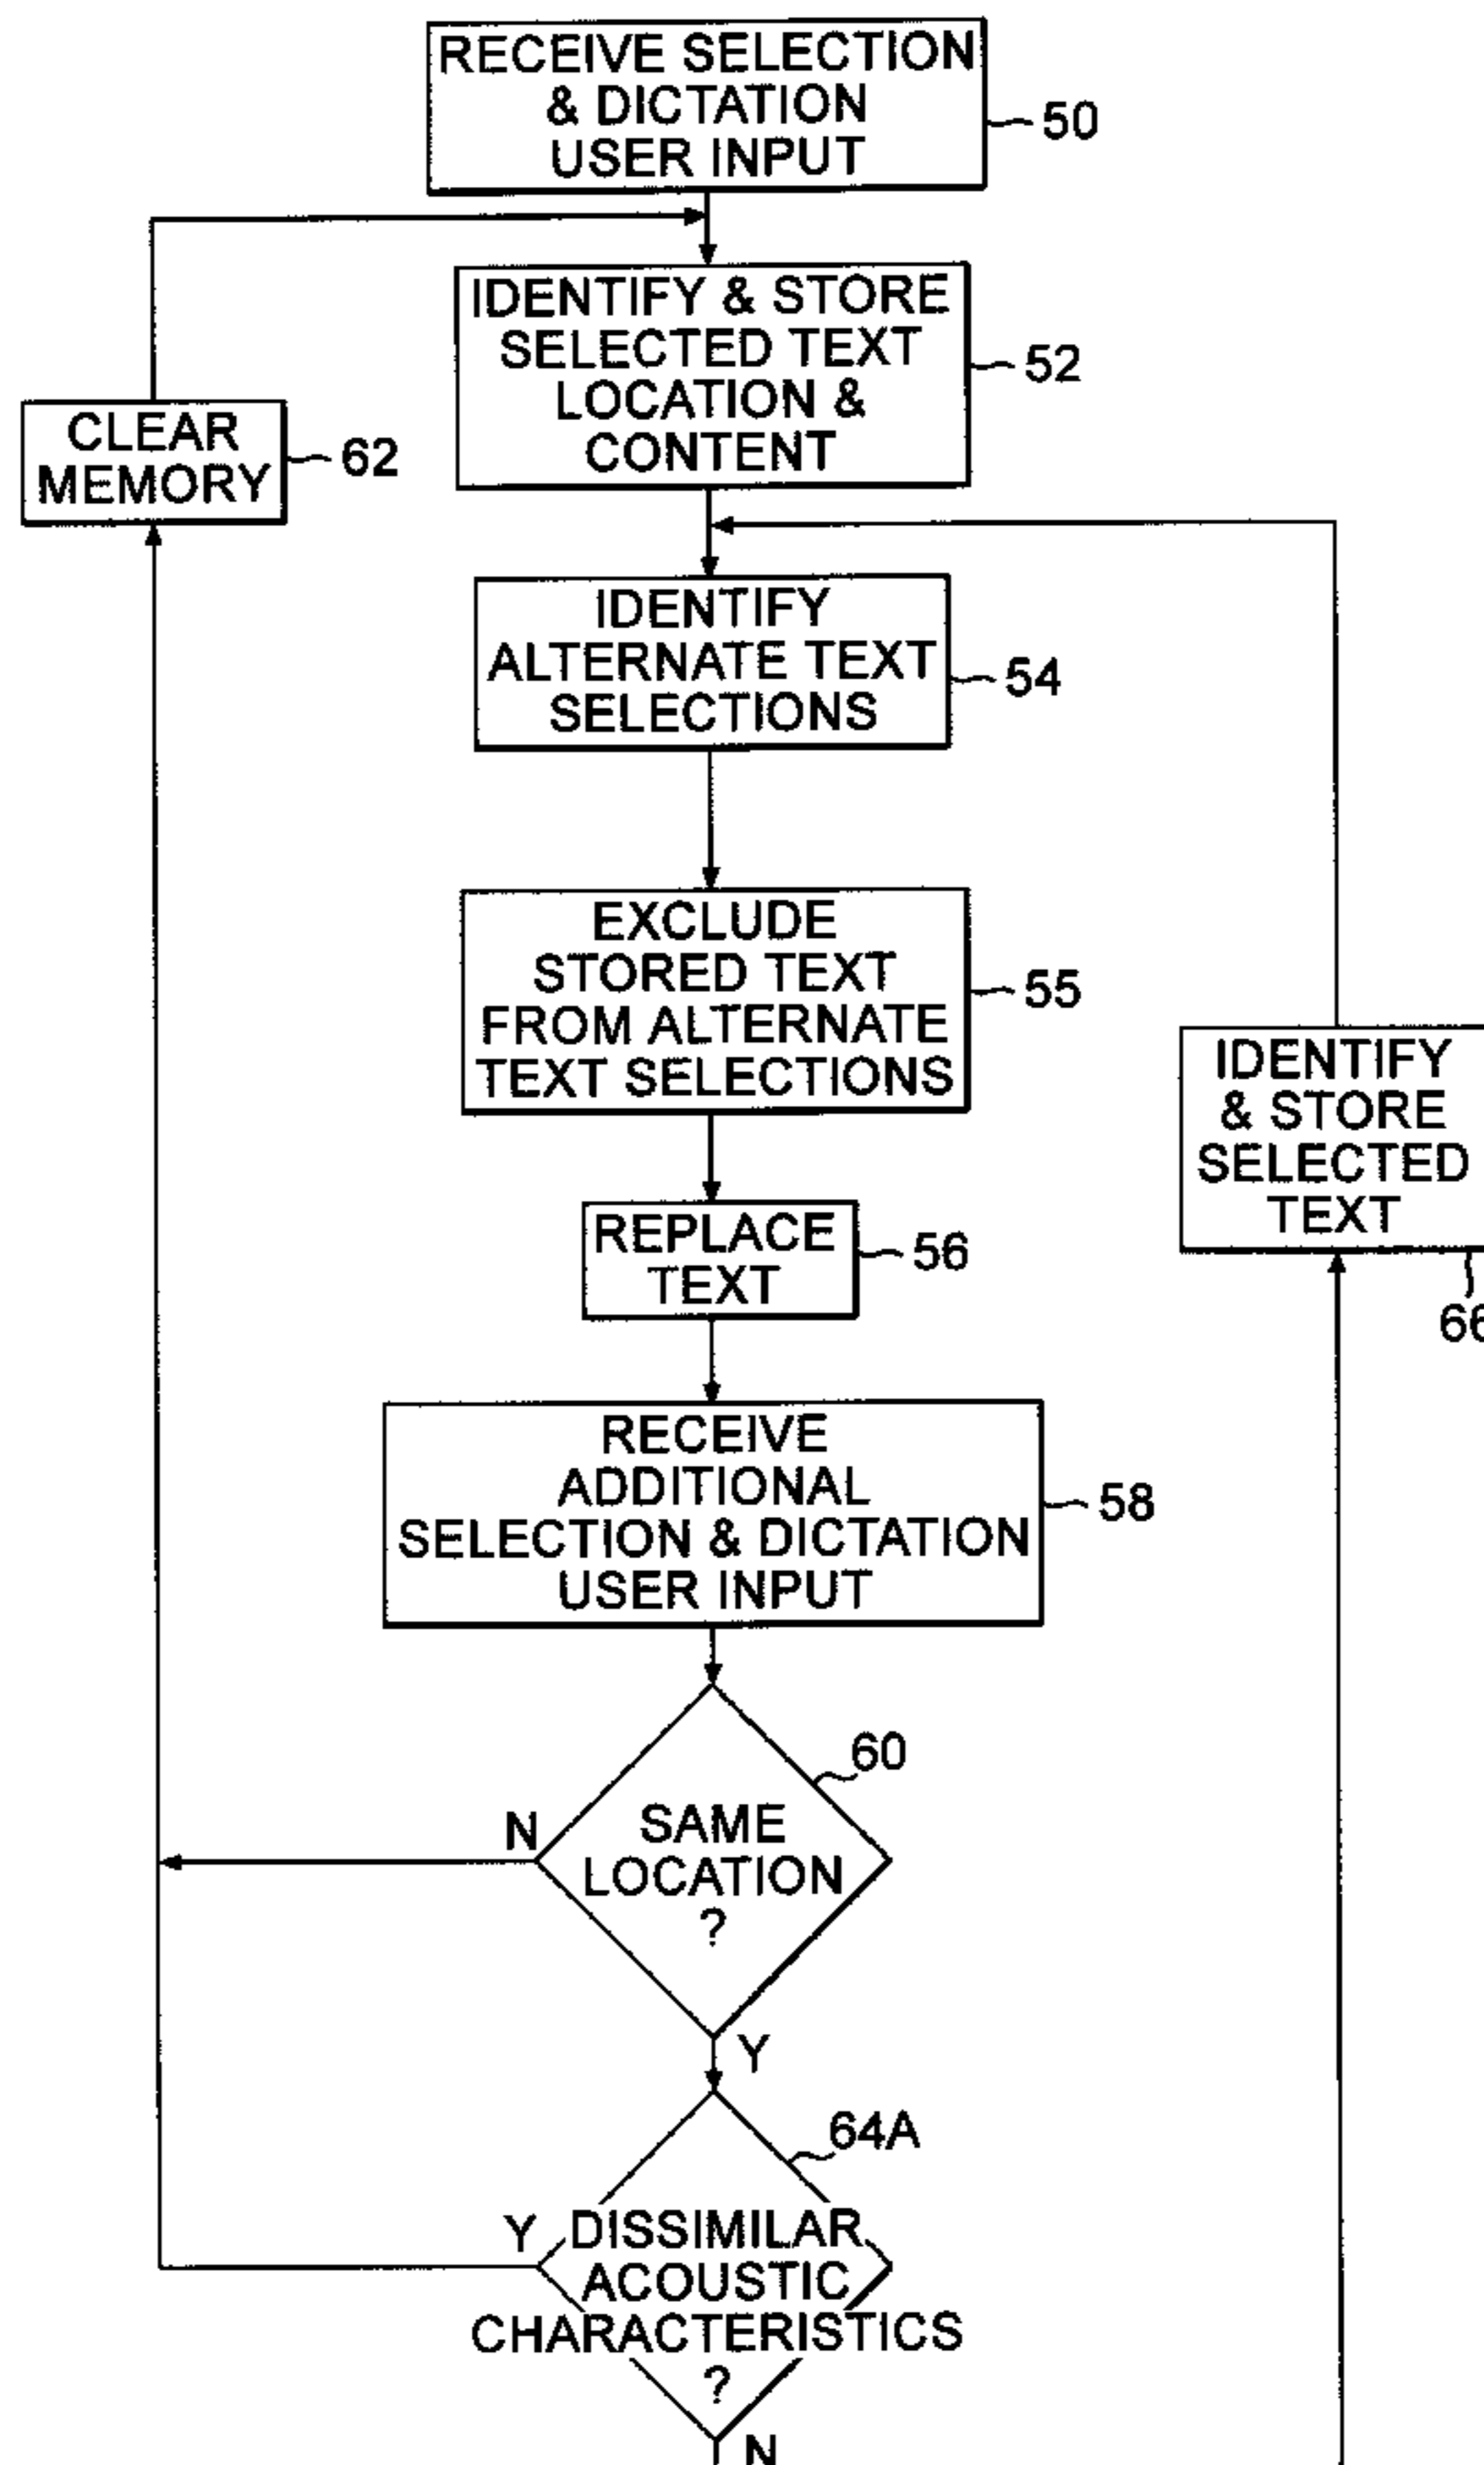 RECEIVE SELECTION
& DICTATION
USER INPUT
50
IDENTIFY & STORE
SELECTED TEXT
LOCATION &
CONTENT
52
CLEAR
MEMORY
62
IDENTIFY
ALTERNATE TEXT
SELECTIONS
54
EXCLUDE
STORED TEXT
FROM ALTERNATE
TEXT SELECTIONS
55
IDENTIFY
& STORE
SELECTED
TEXT
66
REPLACE
TEXT
56
RECEIVE
ADDITIONAL
SELECTION & DICTATION
USER INPUT
58
60
N
SAME
LOCATION
?
Y
64A
Y
DISSIMILAR
ACOUSTIC
CHARACTERISTICS
?
N